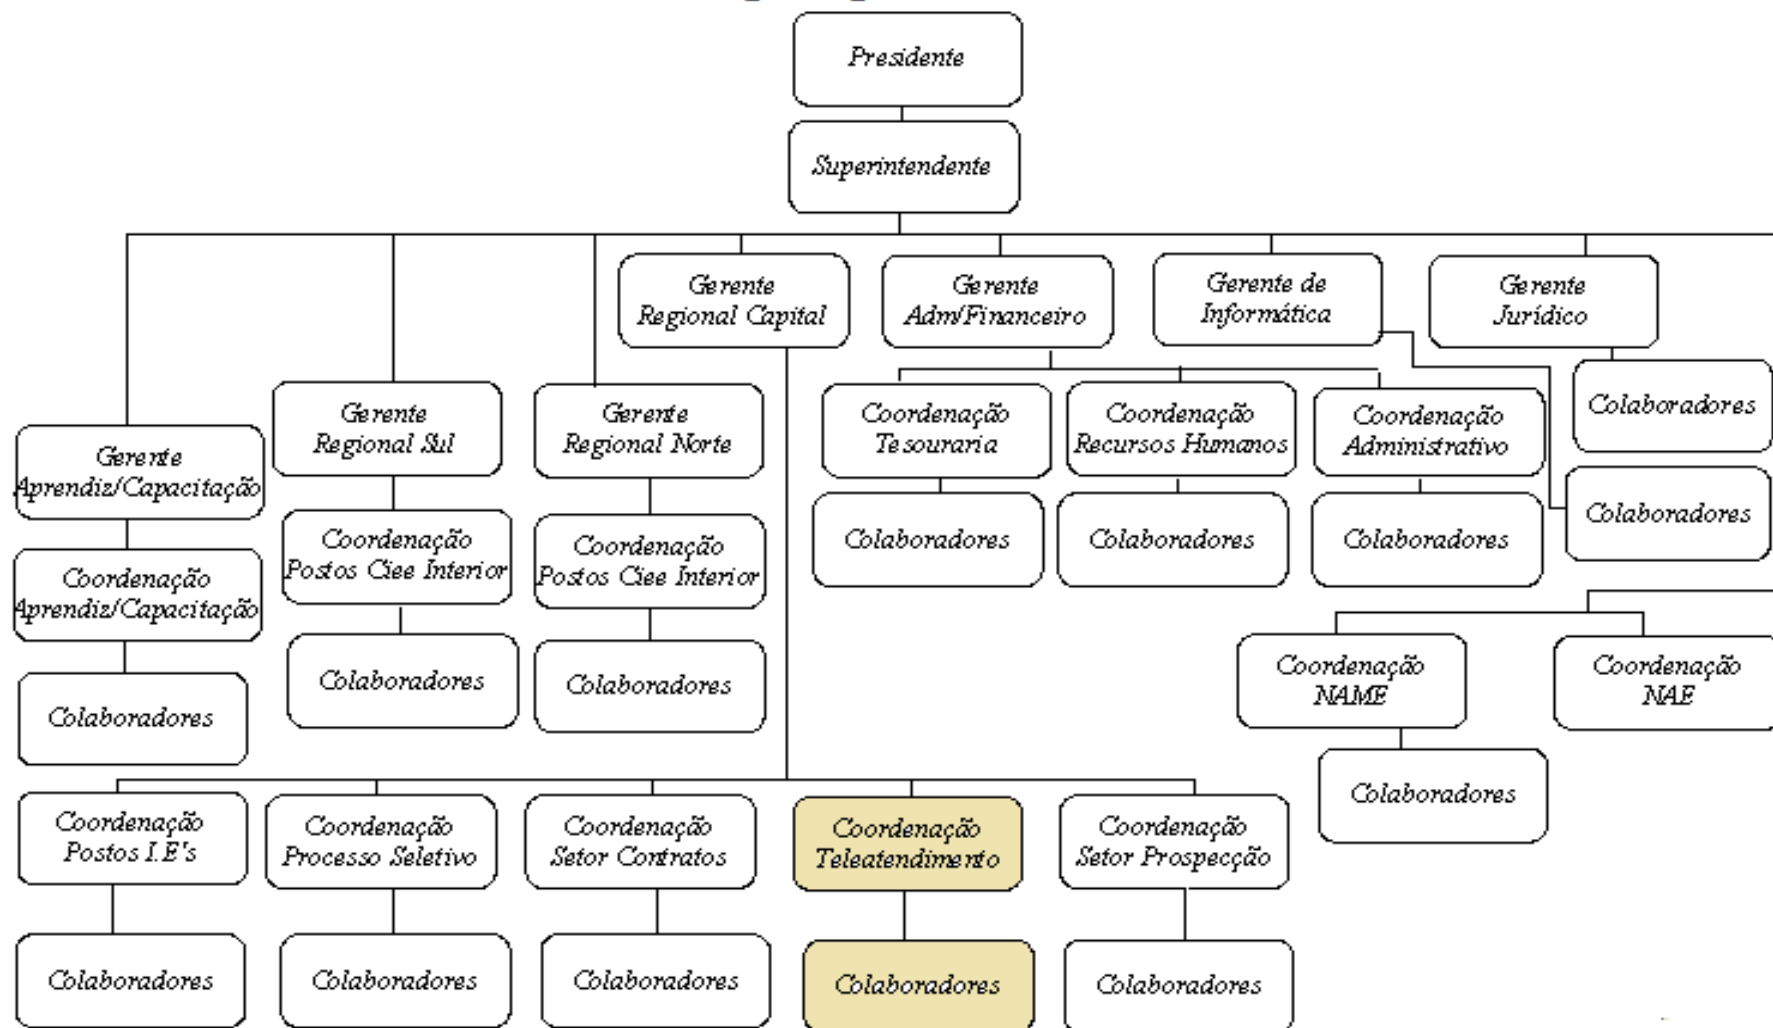 Presidente
Superintendente
Gerente
Regional Capital
Gerente
Adm/Financeiro
Gerente de
Informática
Gerente
Jurídico
Gerente
Aprendiz/Capacitação
Gerente
Regional Sul
Gerente
Regional Norte
Coordenação
Tesouraria
Coordenação
Recursos Humanos
Coordenação
Administrativo
Colaboradores
Colaboradores
Colaboradores
Colaboradores
Colaboradores
Coordenação
Aprendiz/Capacitação
Coordenação
Postos Ciee Interior
Coordenação
Postos Ciee Interior
Colaboradores
Colaboradores
Colaboradores
Coordenação
NAME
Coordenação
NAE
Colaboradores
Coordenação
Postos I.E's
Coordenação
Processo Seletivo
Coordenação
Setor Contratos
Coordenação
Teleatendimento
Coordenação
Setor Prospecção
Colaboradores
Colaboradores
Colaboradores
Colaboradores
Colaboradores